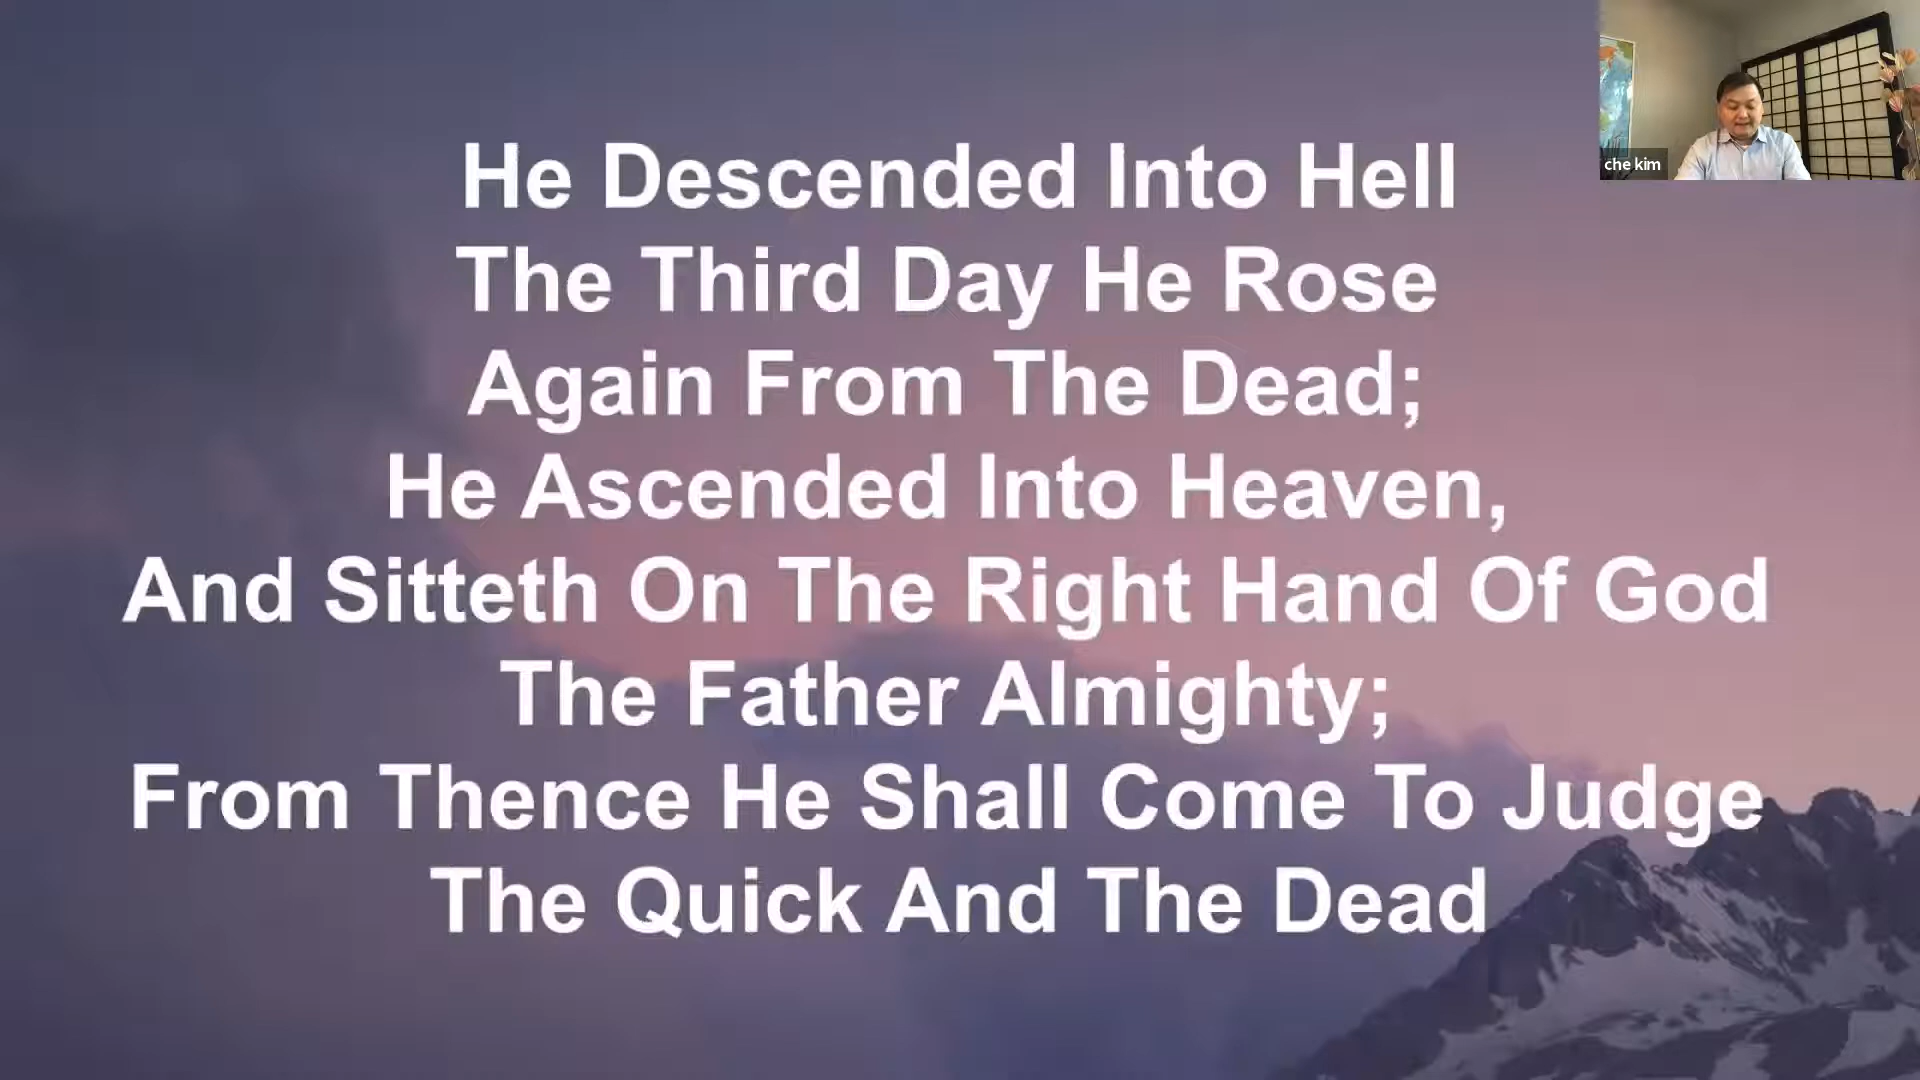 He Descended Into Hell
The Third Day He Rose
Again From The Dead;
He Ascended Into Heaven,
And Sitteth On The Right Hand Of God
The Father Almighty;
From Thence He Shall Come To Judge
The Quick And The Dead
che kim